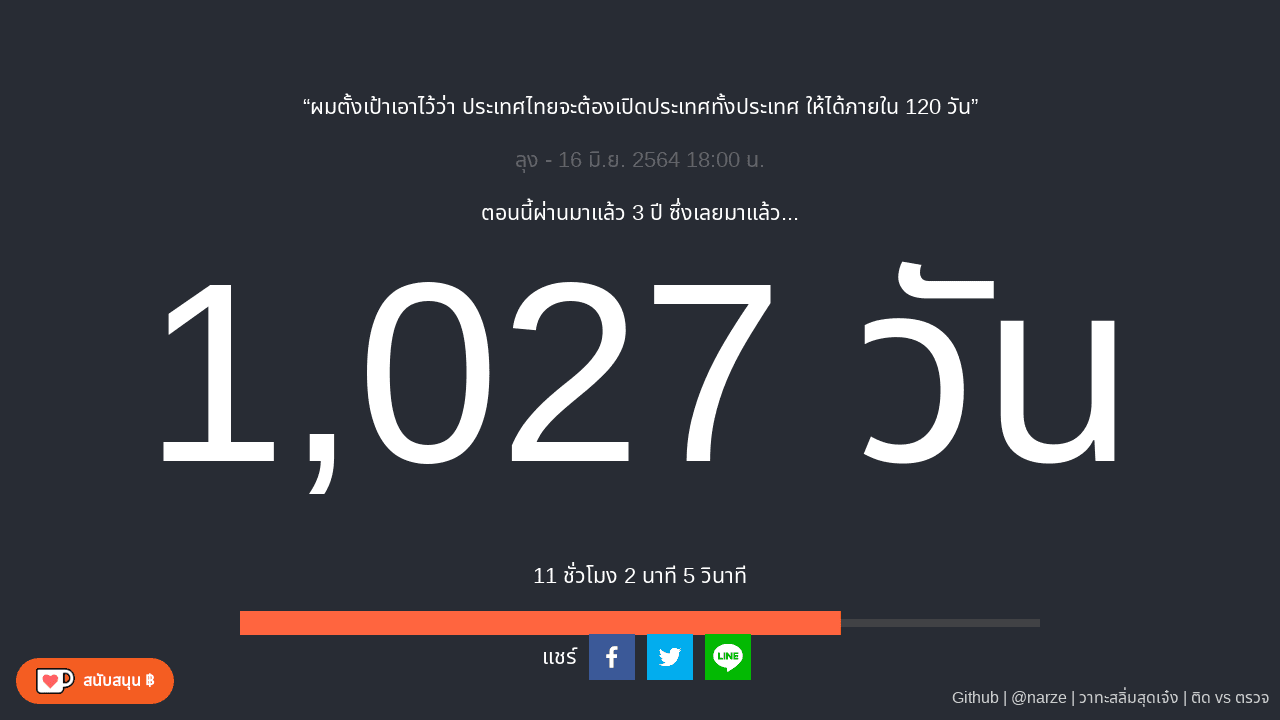 “ผมตั้งเป้าเอาไว้ว่า ประเทศไทยจะต้องเปิดประเทศทั้งประเทศ ให้ได้ภายใน 120 วัน”
ลุง - 16 มิ.ย. 2564 18:00 น.
ตอนนี้ผ่านมาแล้ว 3 ปี ซึ่งเลยมาแล้ว...
1,027 วัน
11 ชั่วโมง 2 นาที 5 วินาที
แชร์
LINE
สนับสนุน ฿
Github | @narze | วาทะสลิ่มสุดเจ๋ง | ติด vs ตรวจ